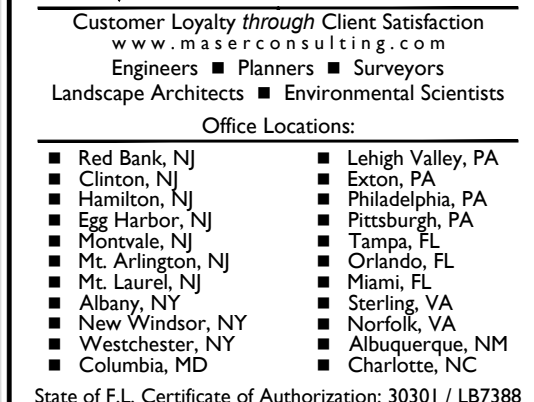 Customer Loyalty through Client Satisfaction
www.maserconsulting.com
Engineers ■ Planners ■ Surveyors
Landscape Architects ■ Environmental Scientists
Office Locations:
■ Red Bank, NJ
■ Clinton, NJ
■ Hamilton, NJ
■ Egg Harbor, NJ
■ Montvale, NJ
■ Mt. Arlington, NJ
■ Mt. Laurel, NJ
■ Albany, NY
■ New Windsor, NY
■ Westchester, NY
■ Columbia, MD
■ Lehigh Valley, PA
■ Exton, PA
■ Philadelphia, PA
■ Pittsburgh, PA
■ Tampa, FL
■ Orlando, FL
■ Miami, FL
■ Sterling, VA
■ Norfolk, VA
■ Albuquerque, NM
■ Charlotte, NC
State of F.L. Certificate of Authorization: 30301 / LB7388